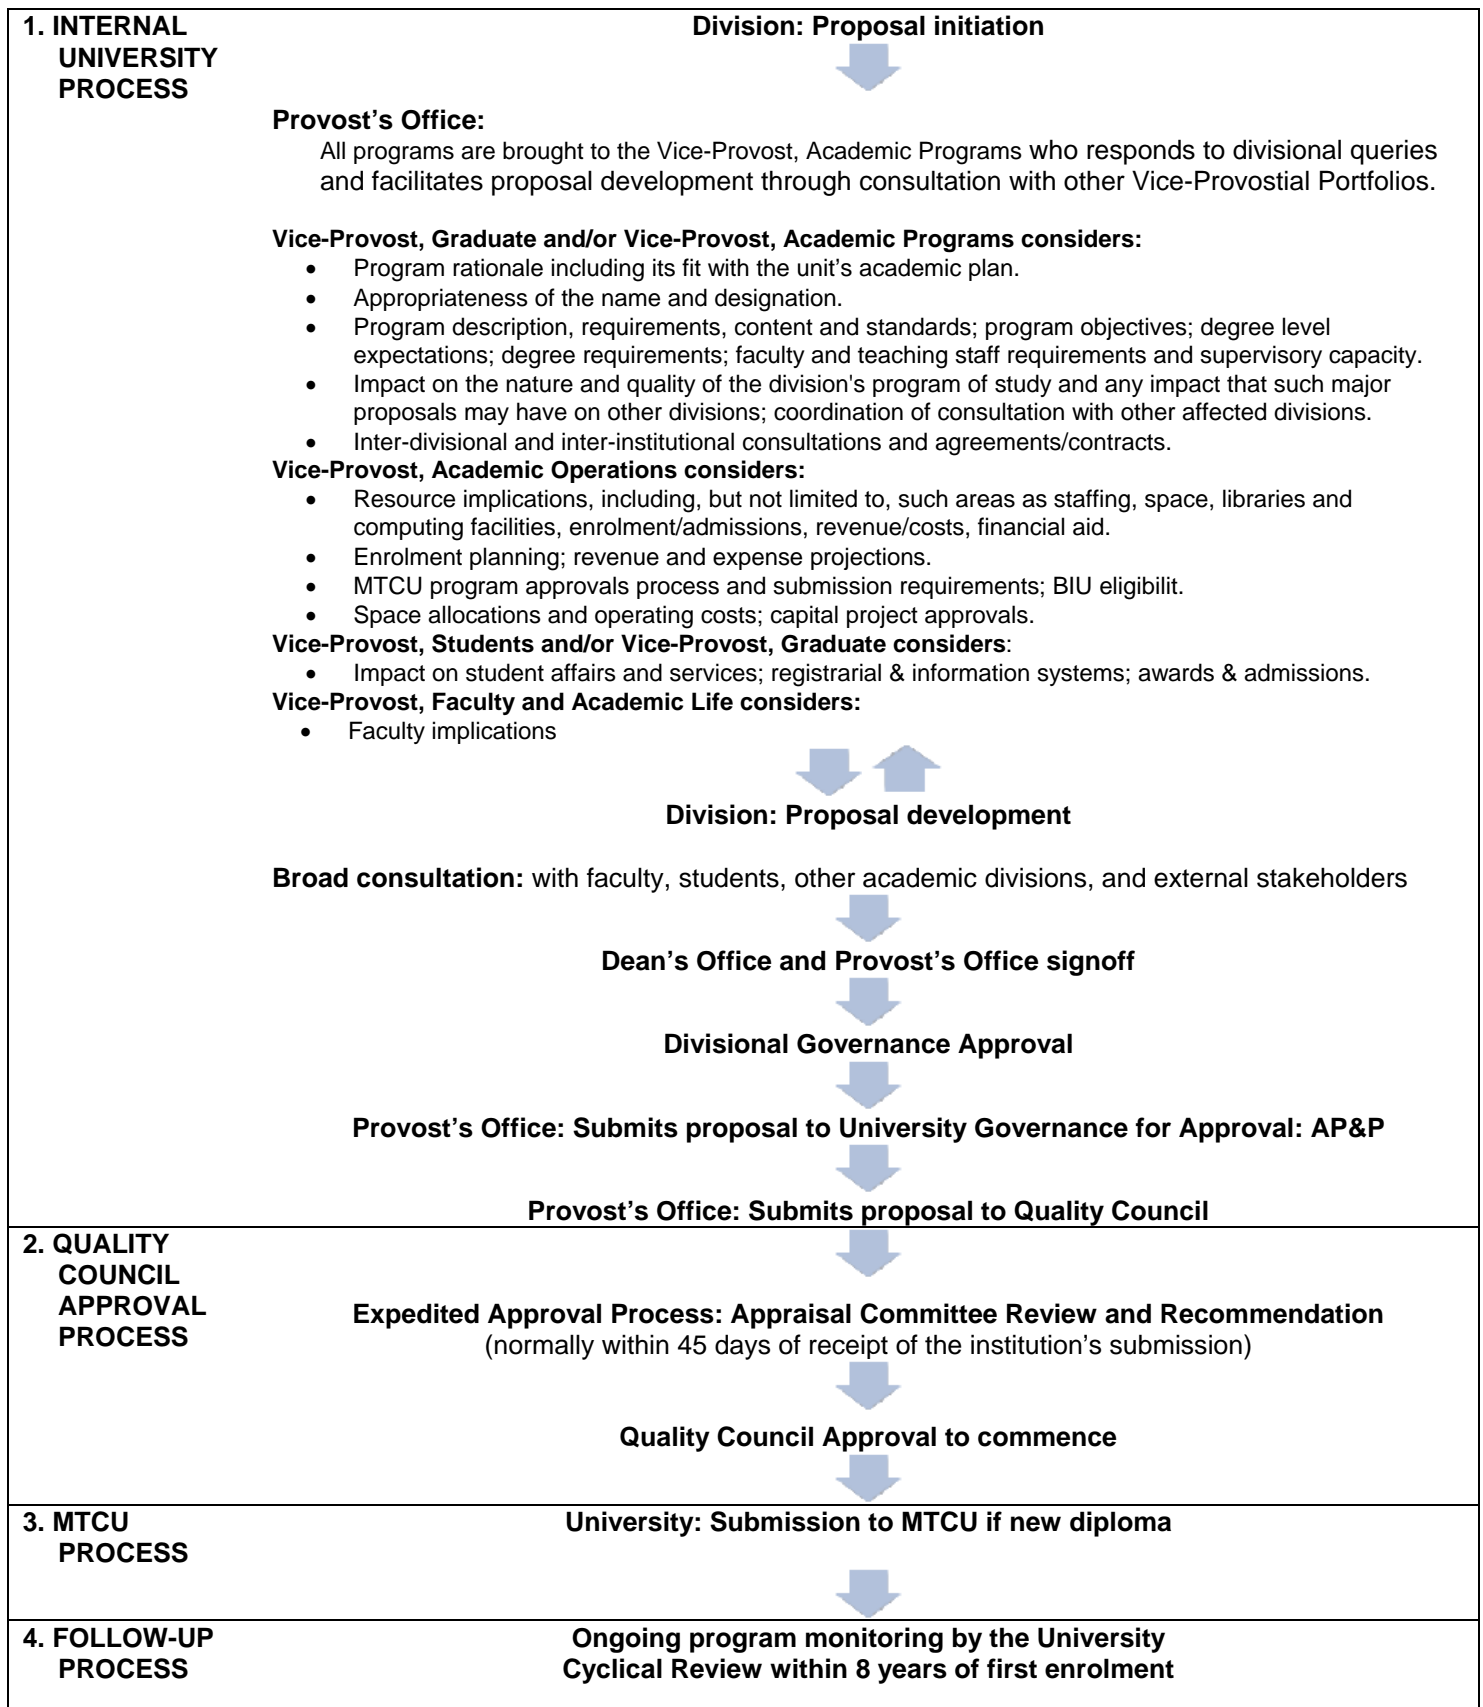 1. INTERNAL
UNIVERSITY
PROCESS
Division: Proposal initiation
Provost’s Office:
All programs are brought to the Vice-Provost, Academic Programs who responds to divisional queries
and facilitates proposal development through consultation with other Vice-Provostial Portfolios.
Vice-Provost, Graduate and/or Vice-Provost, Academic Programs considers:
• Program rationale including its fit with the unit’s academic plan.
• Appropriateness of the name and designation.
• Program description, requirements, content and standards; program objectives; degree level
expectations; degree requirements; faculty and teaching staff requirements and supervisory capacity.
• Impact on the nature and quality of the division's program of study and any impact that such major
proposals may have on other divisions; coordination of consultation with other affected divisions.
• Inter-divisional and inter-institutional consultations and agreements/contracts.
Vice-Provost, Academic Operations considers:
• Resource implications, including, but not limited to, such areas as staffing, space, libraries and
computing facilities, enrolment/admissions, revenue/costs, financial aid.
• Enrolment planning; revenue and expense projections.
• MTCU program approvals process and submission requirements; BIU eligibilit.
• Space allocations and operating costs; capital project approvals.
Vice-Provost, Students and/or Vice-Provost, Graduate considers:
• Impact on student affairs and services; registrarial & information systems; awards & admissions.
Vice-Provost, Faculty and Academic Life considers:
• Faculty implications
Division: Proposal development
Broad consultation: with faculty, students, other academic divisions, and external stakeholders
Dean’s Office and Provost’s Office signoff
Divisional Governance Approval
Provost’s Office: Submits proposal to University Governance for Approval: AP&P
Provost’s Office: Submits proposal to Quality Council
2. QUALITY
COUNCIL
APPROVAL
PROCESS
Expedited Approval Process: Appraisal Committee Review and Recommendation
(normally within 45 days of receipt of the institution’s submission)
Quality Council Approval to commence
3. MTCU
PROCESS
University: Submission to MTCU if new diploma
4. FOLLOW-UP
PROCESS
Ongoing program monitoring by the University
Cyclical Review within 8 years of first enrolment